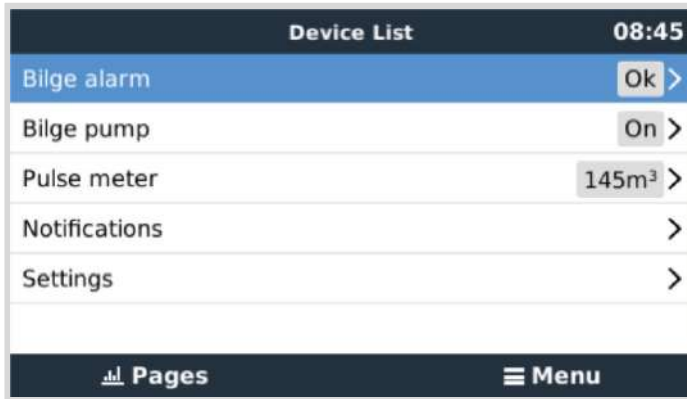 Device List 08:45
Bilge alarm Ok
Bilge pump On
Pulse meter 145m³
Notifications
Settings
Pages Menu